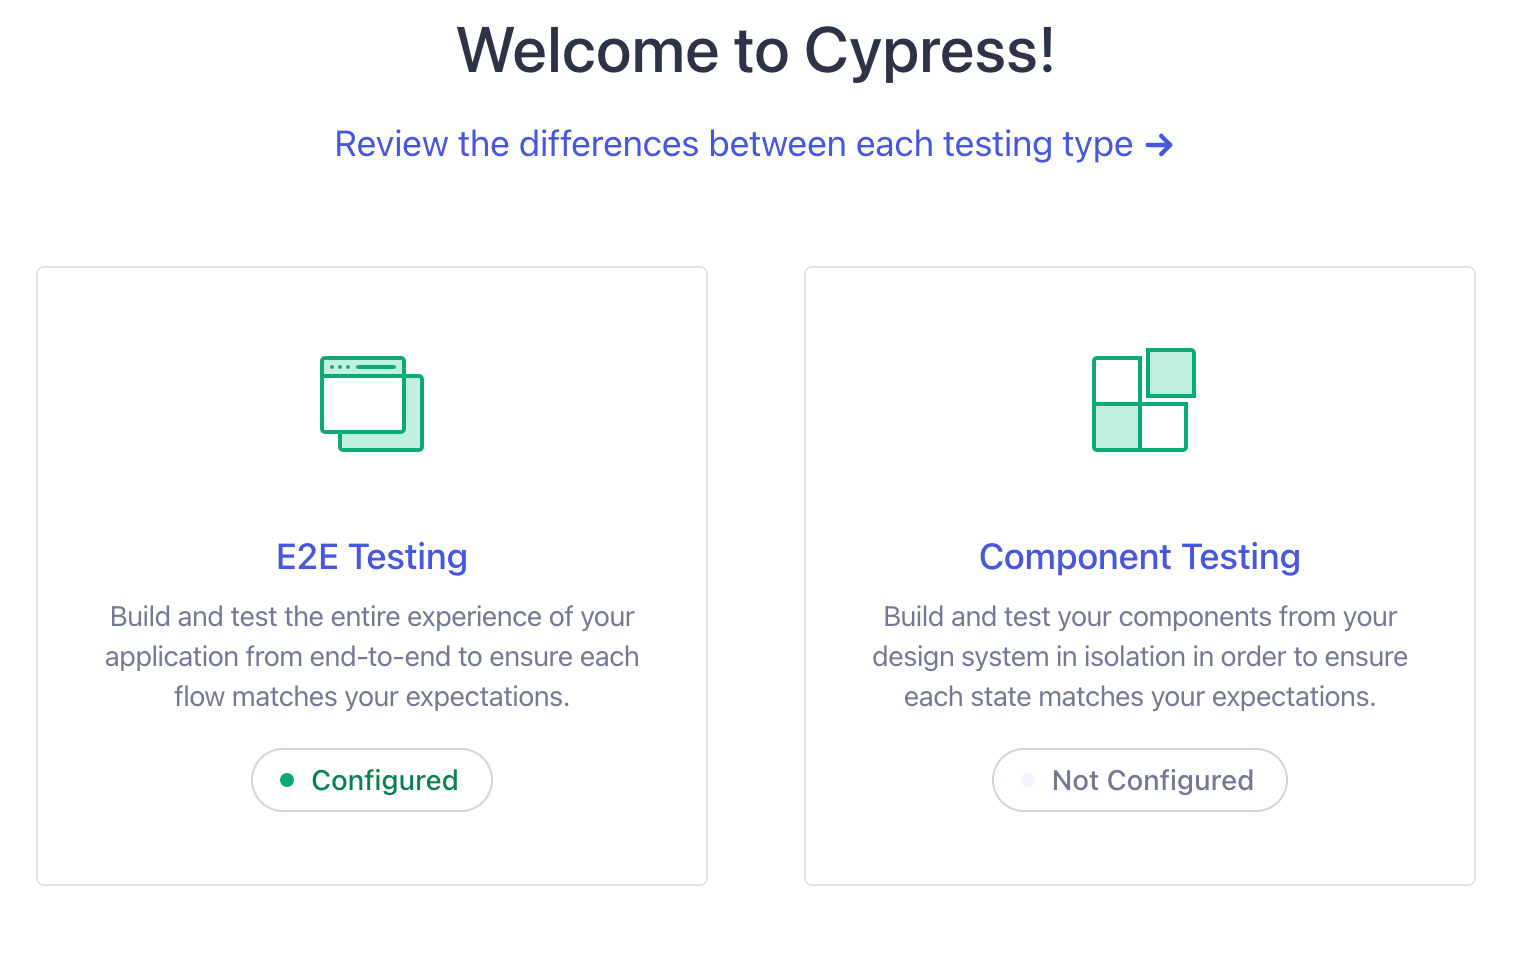 Welcome to Cypress!
Review the differences between each testing type →
E2E Testing
Build and test the entire experience of your
application from end-to-end to ensure each
flow matches your expectations.
Configured
Component Testing
Build and test your components from your
design system in isolation in order to ensure
each state matches your expectations.
Not Configured